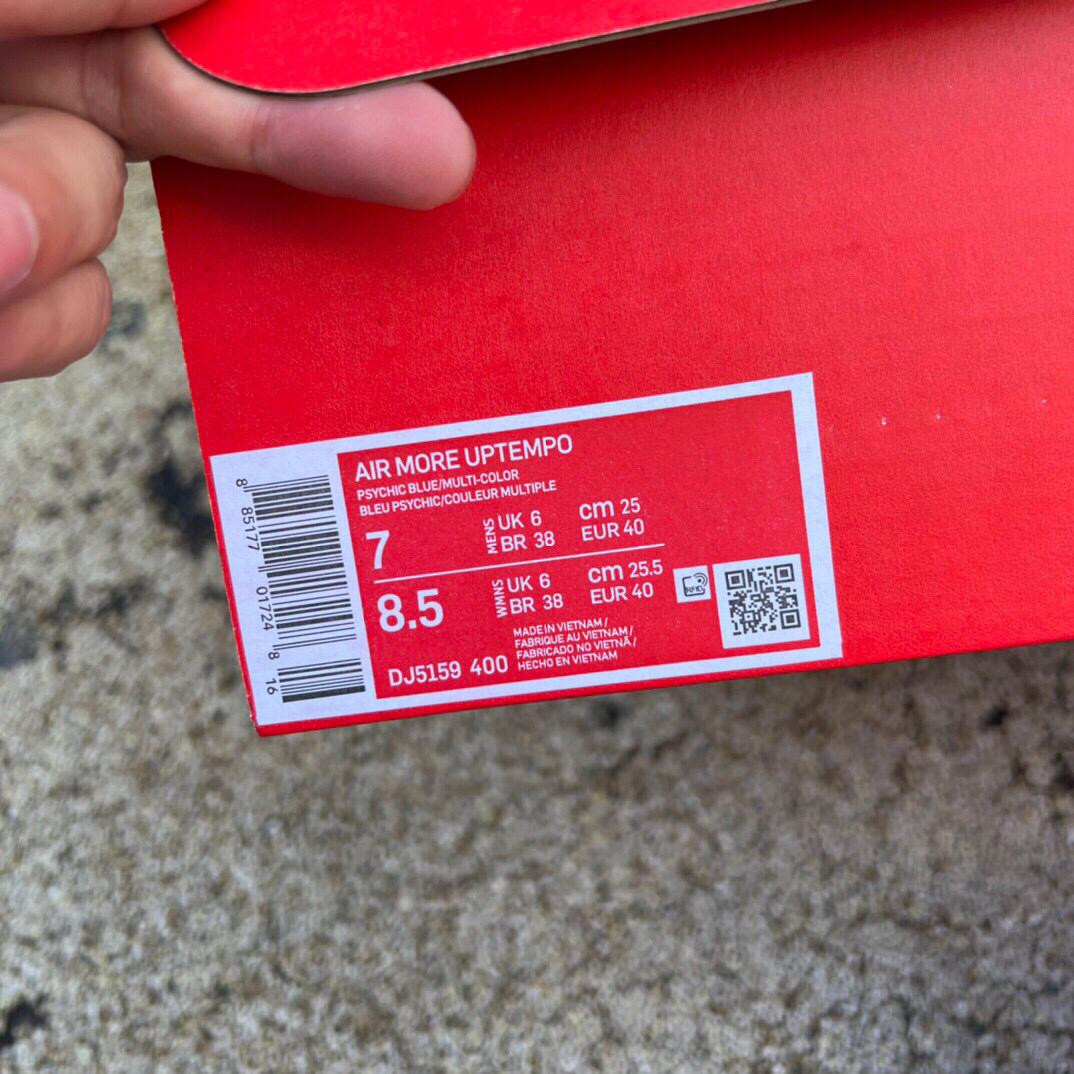 AIR MORE UPTEMPO
PSYCHIC BLUE/MULTI-COLOR
BLEU PSYCHIC/COULEUR MULTIPLE
7 MENS UK 6 cm 25
BR 38 EUR 40
8.5 WMNS UK 6 cm 25.5
BR 38 EUR 40
MADE IN VIETNAM /
FABRIQUE AU VIETNAM /
FABRICADO NO VIETNÃ /
HECHO EN VIETNAM
DJ5159 400
8 85177 01724 8 16
RFID